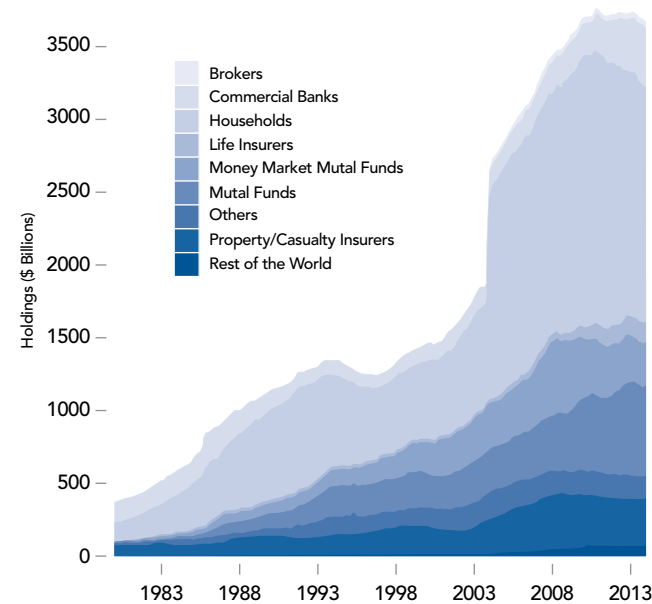 3500
3000
2500
2000
1500
1000
500
0
Holdings ($ Billions)
Brokers
Commercial Banks
Households
Life Insurers
Money Market Mutal Funds
Mutal Funds
Others
Property/Casualty Insurers
Rest of the World
1983 1988 1993 1998 2003 2008 2013